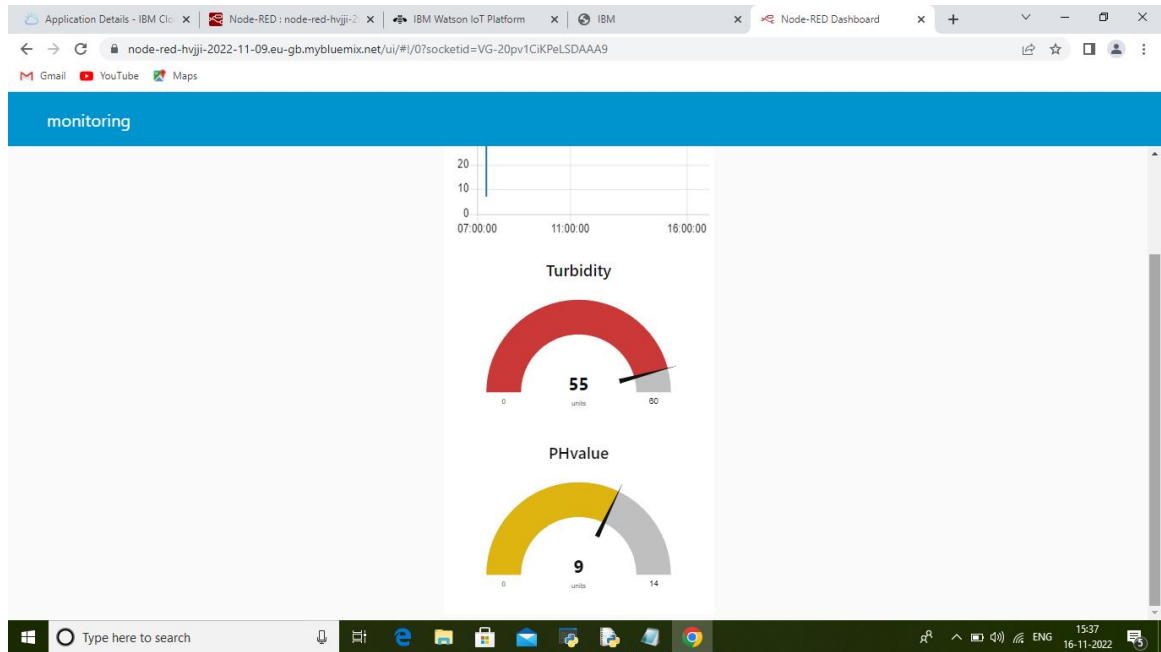 Application Details - IBM Clo
Node-RED : node-red-hvjji-2
IBM Watson IoT Platform
IBM
Node-RED Dashboard
node-red-hvjji-2022-11-09.eu-gb.mybluemix.net/ui/#!/0?socketid=VG-20pv1CiKPeLSDAAA9
Gmail YouTube Maps
monitoring
20
10
0
07:00:00 11:00:00 16:00:00
Turbidity
55
0 units 60
PHvalue
9
0 units 14
Type here to search
ENG
15:37
16-11-2022
5